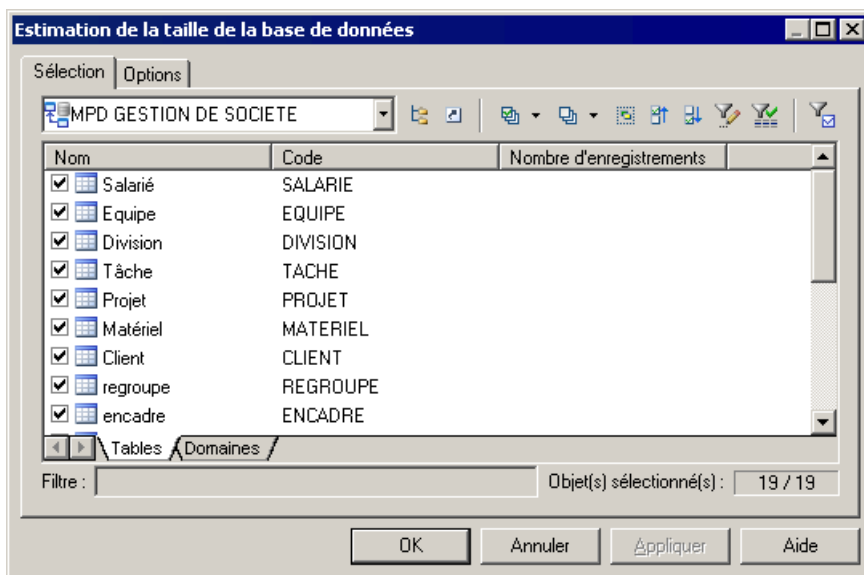 Estimation de la taille de la base de données
Sélection Options
MPD GESTION DE SOCIETE
Nom Code Nombre d'enregistrements
Salarié SALARIE
Equipe EQUIPE
Division DIVISION
Tâche TACHE
Projet PROJET
Matériel MATERIEL
Client CLIENT
regroupe REGROUPE
encadre ENCADRE
Tables Domaines
Filtre : Objet(s) sélectionné(s) : 19 / 19
OK Annuler Appliquer Aide